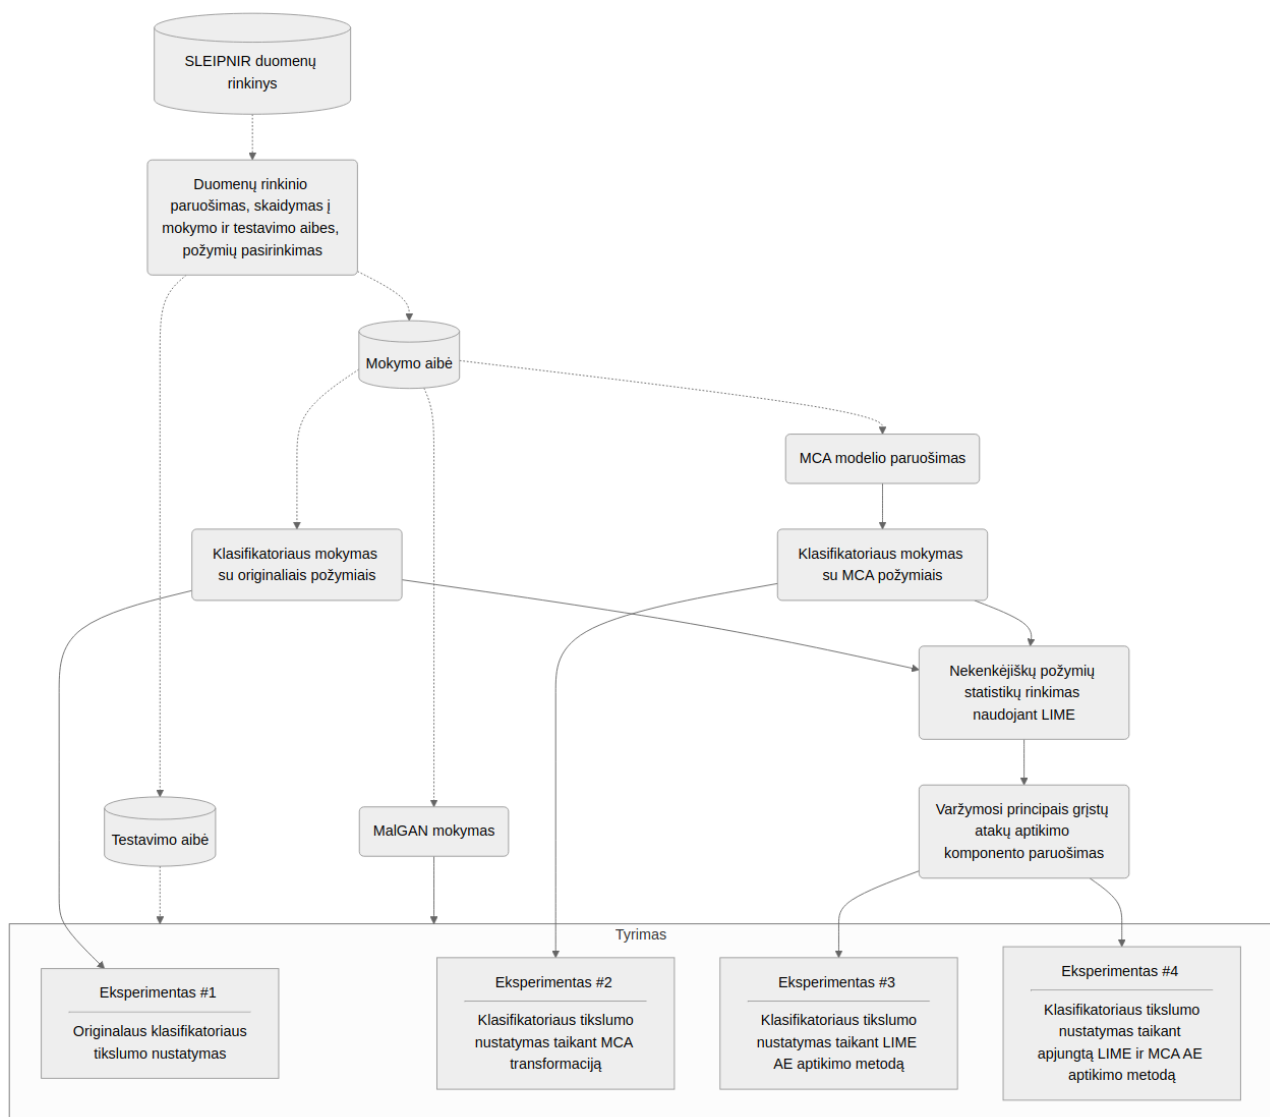 SLEIPNIR duomenų
rinkinys
Duomenų rinkinio
paruošimas, skaidymas į
mokymo ir testavimo aibes,
požymių pasirinkimas
Mokymo aibė
MCA modelio paruošimas
Klasifikatoriaus mokymas
su originaliais požymiais
Klasifikatoriaus mokymas
su MCA požymiais
Nekenkėjiškų požymių
statistikų rinkimas
naudojant LIME
Varžymosi principais grįstų
atakų aptikimo
komponento paruošimas
Testavimo aibė
MalGAN mokymas
Tyrimas
Eksperimentas #1
Originalaus klasifikatoriaus
tikslumo nustatymas
Eksperimentas #2
Klasifikatoriaus tikslumo
nustatymas taikant MCA
transformaciją
Eksperimentas #3
Klasifikatoriaus tikslumo
nustatymas taikant LIME
AE aptikimo metodą
Eksperimentas #4
Klasifikatoriaus tikslumo
nustatymas taikant
apjungtą LIME ir MCA AE
aptikimo metodą